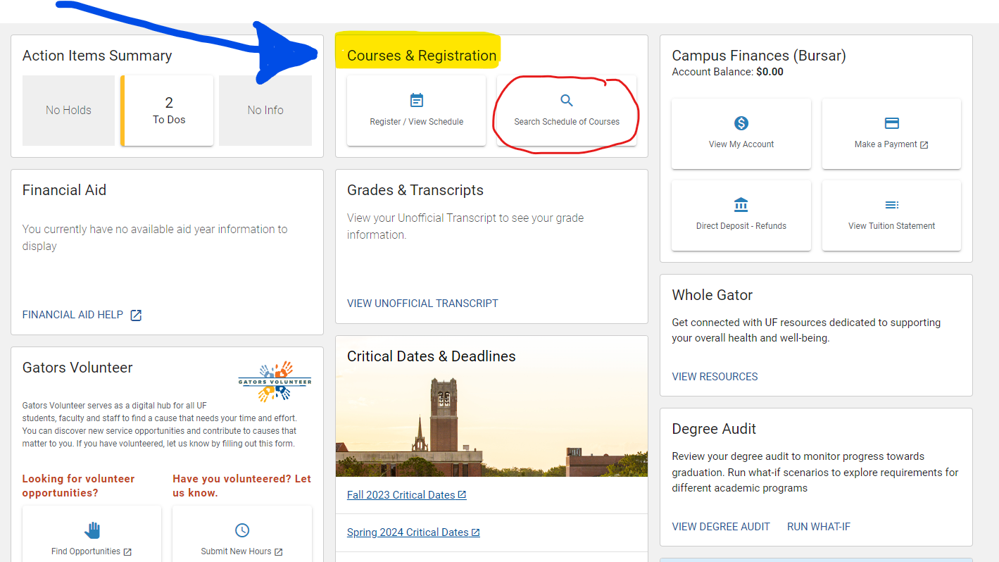 Action Items Summary
No Holds
2
To Dos
No Info
Courses & Registration
Register / View Schedule
Search Schedule of Courses
Campus Finances (Bursar)
Account Balance: $0.00
View My Account
Make a Payment
Direct Deposit - Refunds
View Tuition Statement
Financial Aid
You currently have no available aid year information to
display
FINANCIAL AID HELP
Grades & Transcripts
View your Unofficial Transcript to see your grade
information.
VIEW UNOFFICIAL TRANSCRIPT
Whole Gator
Get connected with UF resources dedicated to supporting
your overall health and well-being.
VIEW RESOURCES
Gators Volunteer
GATORS VOLUNTEER
Gators Volunteer serves as a digital hub for all UF
students, faculty and staff to find a cause that needs your time and effort.
You can discover new service opportunities and contribute to causes that
matter to you. If you have volunteered, let us know by filling out this form.
Looking for volunteer
opportunities?
Find Opportunities
Have you volunteered? Let
us know.
Submit New Hours
Critical Dates & Deadlines
Fall 2023 Critical Dates
Spring 2024 Critical Dates
Degree Audit
Review your degree audit to monitor progress towards
graduation. Run what-if scenarios to explore requirements for
different academic programs
VIEW DEGREE AUDIT
RUN WHAT-IF